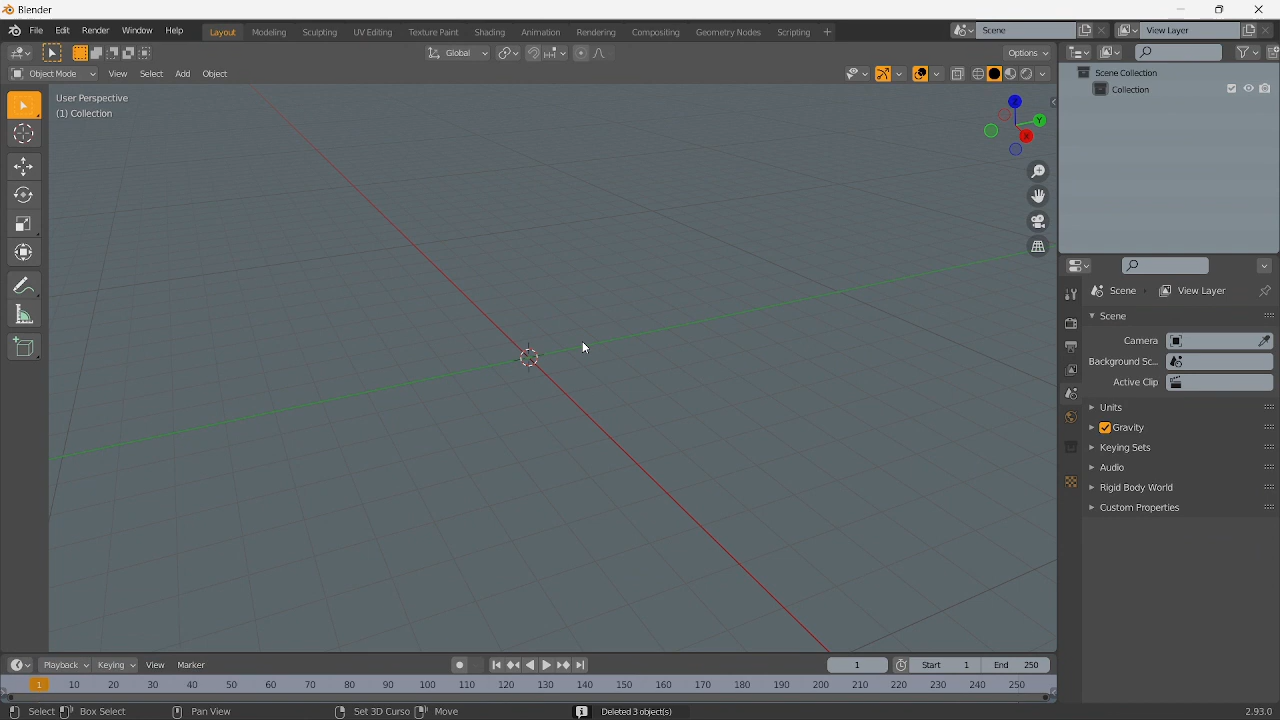 Blender
File Edit Render Window Help Layout Modeling Sculpting UV Editing Texture Paint Shading Animation Rendering Compositing Geometry Nodes Scripting + Scene View Layer
Global Options
Object Mode View Select Add Object
User Perspective
(1) Collection
Z
Y
X
Scene Collection
Collection
Scene View Layer
Scene
Camera
Background Sc...
Active Clip
Units
Gravity
Keying Sets
Audio
Rigid Body World
Custom Properties
Playback Keying View Marker 1 Start 1 End 250
1 10 20 30 40 50 60 70 80 90 100 110 120 130 140 150 160 170 180 190 200 210 220 230 240 250
Select Box Select Pan View Set 3D Curso Move Deleted 3 object(s) 2.93.0